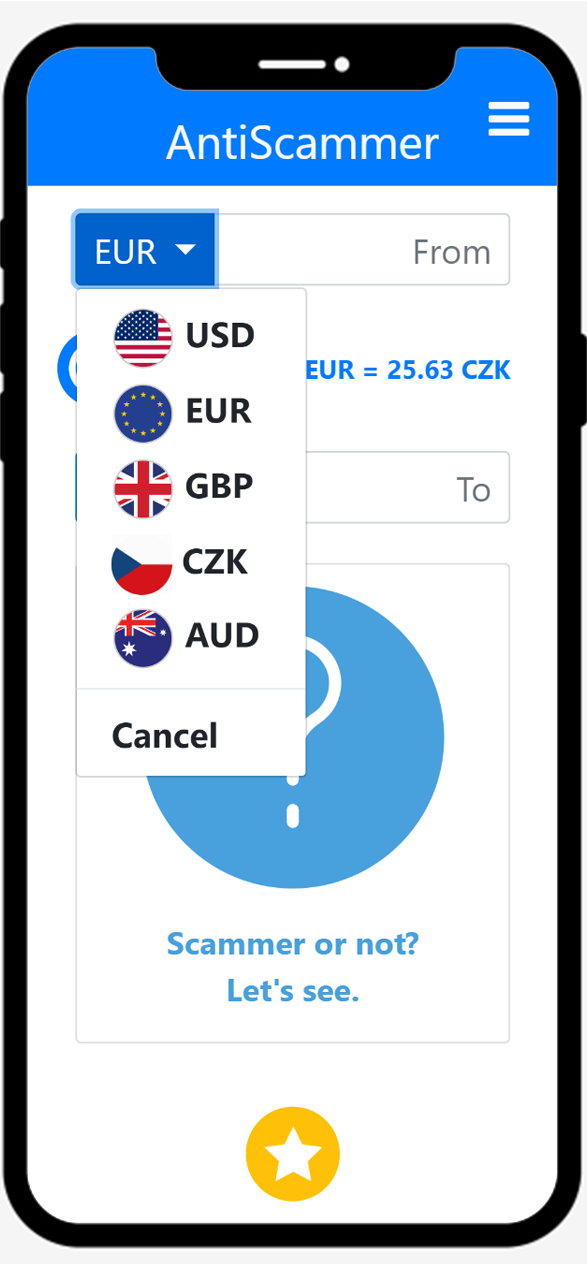 AntiScammer
EUR
From
USD
EUR = 25.63 CZK
EUR
GBP
To
CZK
AUD
Cancel
Scammer or not?
Let's see.